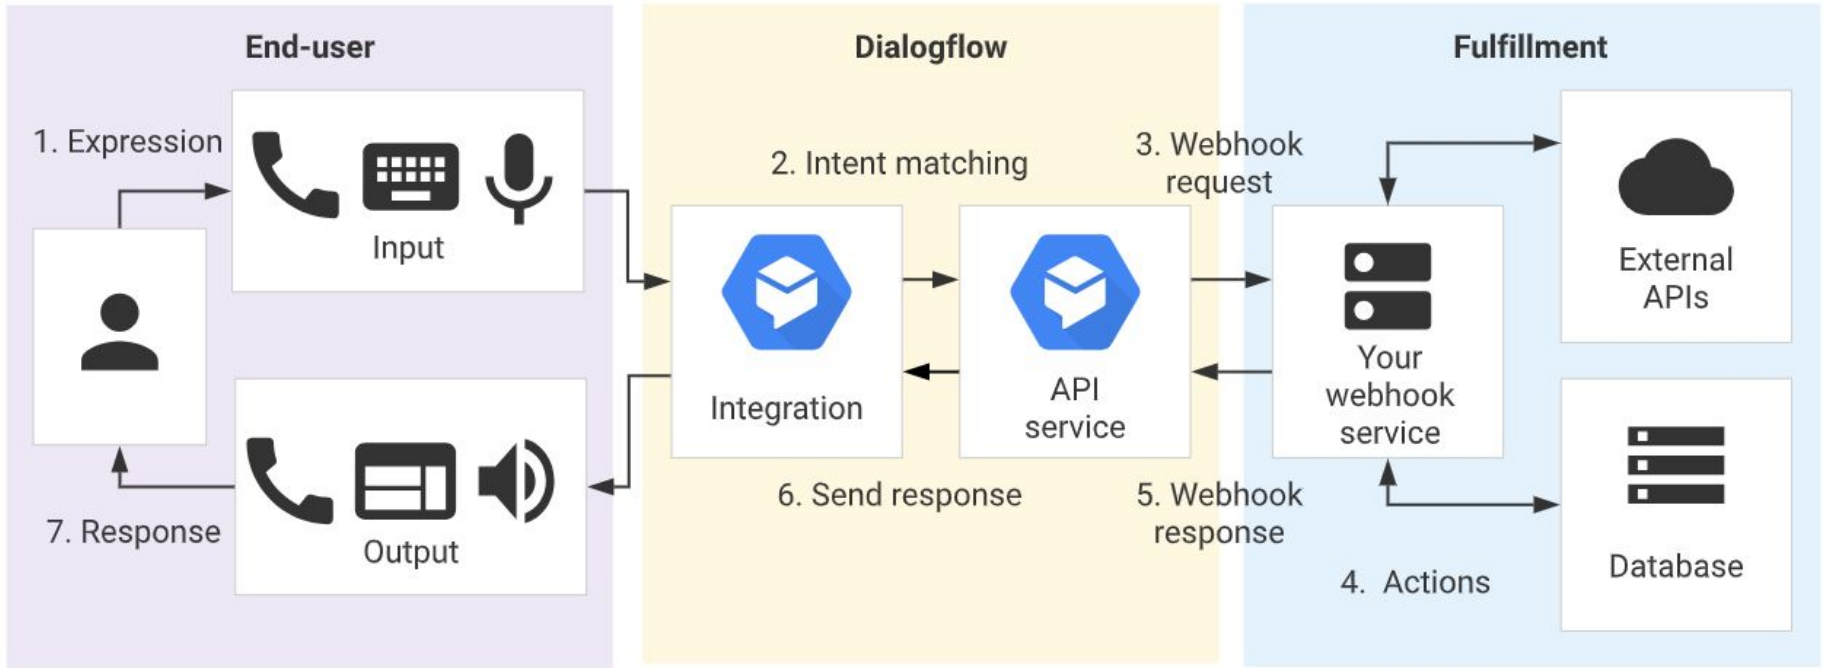 End-user
Dialogflow
Fulfillment
1. Expression
Input
2. Intent matching
3. Webhook
request
External
APIs
Integration
API
service
Your
webhook
service
7. Response
Output
6. Send response
5. Webhook
response
4. Actions
Database